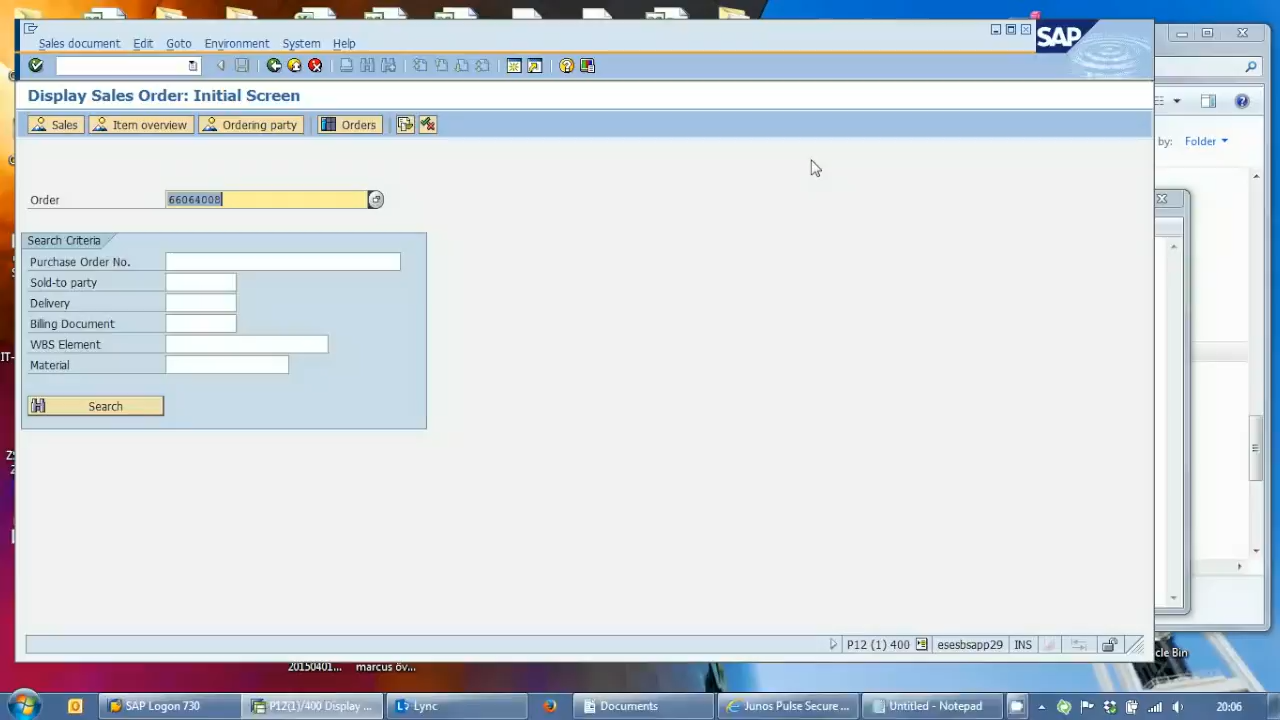 Sales document Edit Goto Environment System Help
SAP
Display Sales Order: Initial Screen
Sales Item overview Ordering party Orders
by: Folder
Order 66064008
Search Criteria
Purchase Order No.
Sold-to party
Delivery
Billing Document
WBS Element
Material
Search
IT-
P12 (1) 400 esesbsapp29 INS
20150401... marcus öv...
cle Bin
SAP Logon 730 P12(1)/400 Display ... Lync Documents Junos Pulse Secure ... Untitled - Notepad 20:06